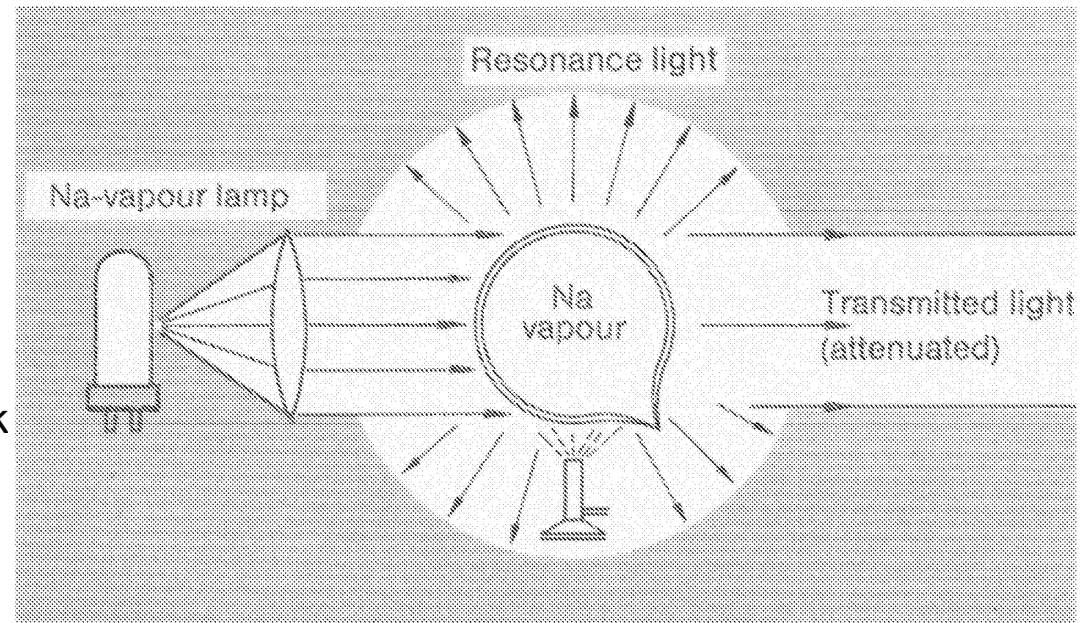 Resonance light
Na-vapour lamp
Na
vapour
Transmitted light
(attenuated)